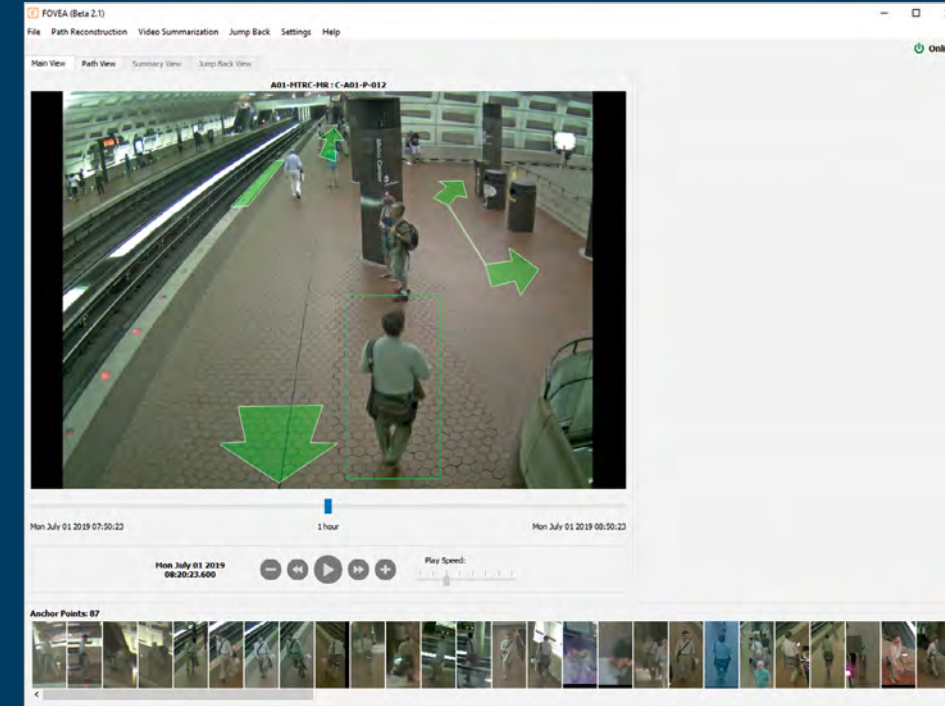 FOVEA (Beta 2.1)
File Path Reconstruction Video Summarization Jump Back Settings Help
Main View Path View Summary View Jump Back View
A01-MTRC-MR : C-A01-P-012
Metro Center
Mon July 01 2019 07:50:23 1 hour Mon July 01 2019 08:50:23
Mon July 01 2019
08:20:23.600
Play Speed:
Anchor Points: 87